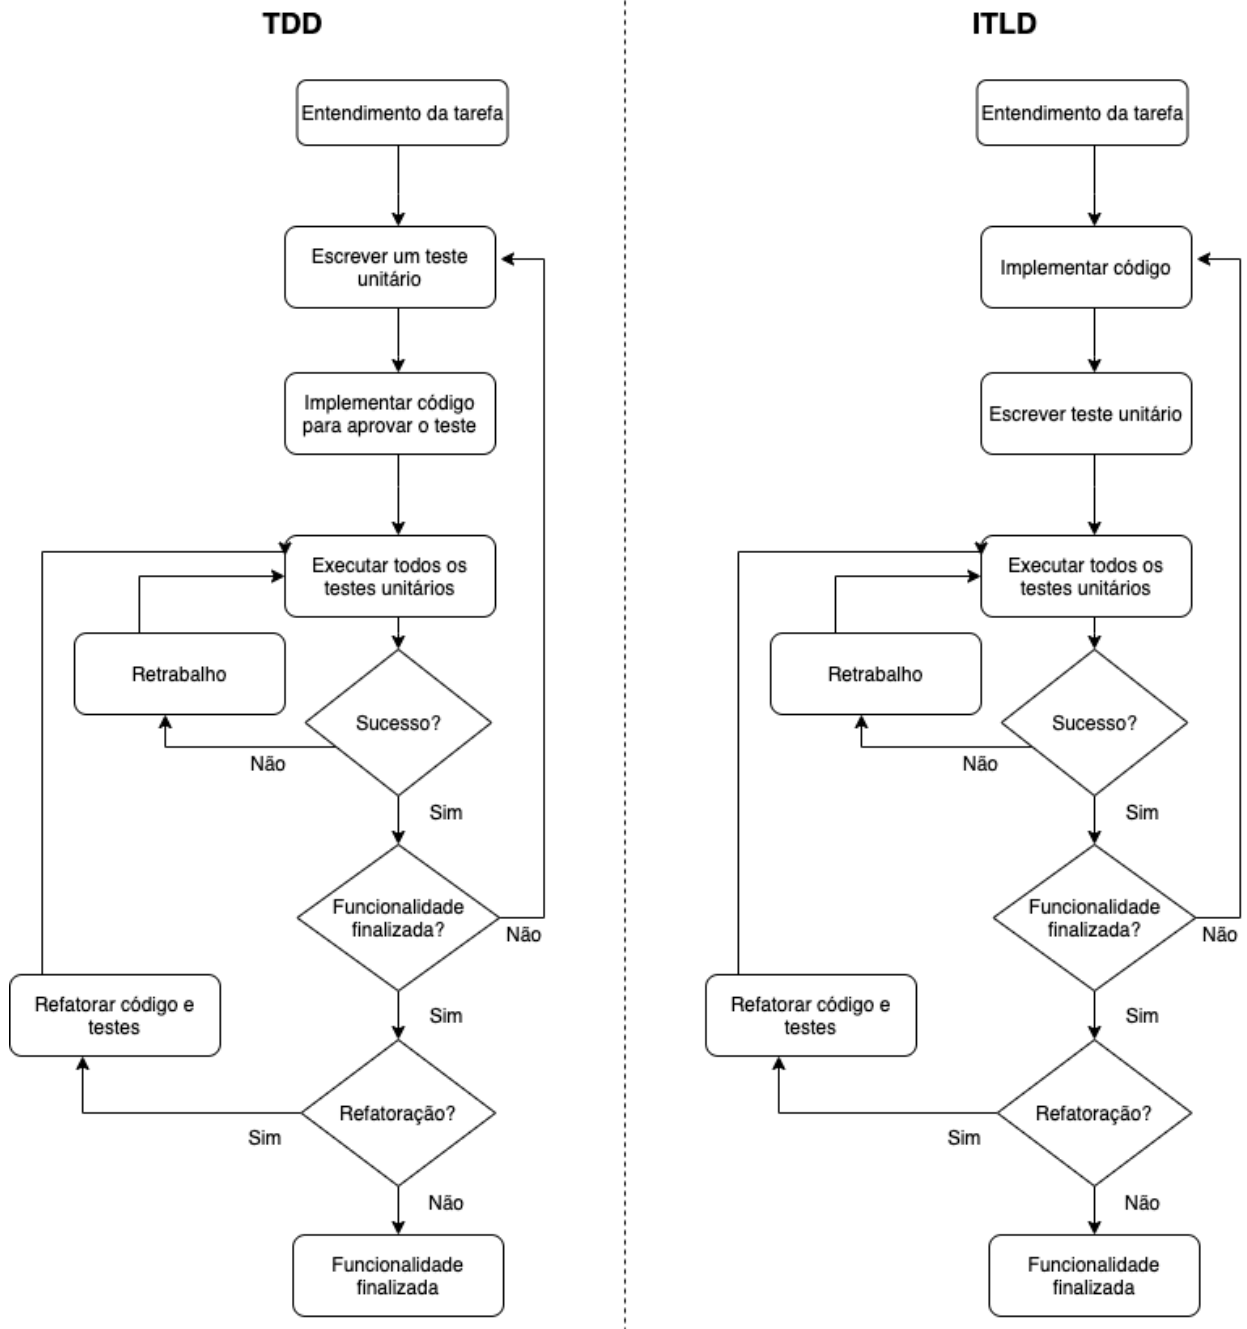 TDD
Entendimento da tarefa
Escrever um teste
unitário
Implementar código
para aprovar o teste
Executar todos os
testes unitários
Retrabalho
Sucesso?
Não
Sim
Funcionalidade
finalizada?
Não
Refatorar código e
testes
Sim
Refatoração?
Sim
Não
Funcionalidade
finalizada
ITLD
Entendimento da tarefa
Implementar código
Escrever teste unitário
Executar todos os
testes unitários
Retrabalho
Sucesso?
Não
Sim
Funcionalidade
finalizada?
Não
Refatorar código e
testes
Sim
Refatoração?
Sim
Não
Funcionalidade
finalizada